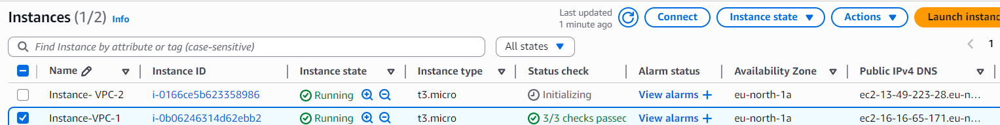 Instances (1/2) Info
Last updated
1 minute ago
Connect Instance state Actions Launch instanc
Find Instance by attribute or tag (case-sensitive)
All states
1
Name Instance ID Instance state Instance type Status check Alarm status Availability Zone Public IPv4 DNS
Instance- VPC-2 i-0166ce5b623358986 Running t3.micro Initializing View alarms + eu-north-1a ec2-13-49-223-28.eu-n...
Instance-VPC-1 i-0b06246314d62ebb2 Running t3.micro 3/3 checks passec View alarms + eu-north-1a ec2-16-16-65-171.eu-n...